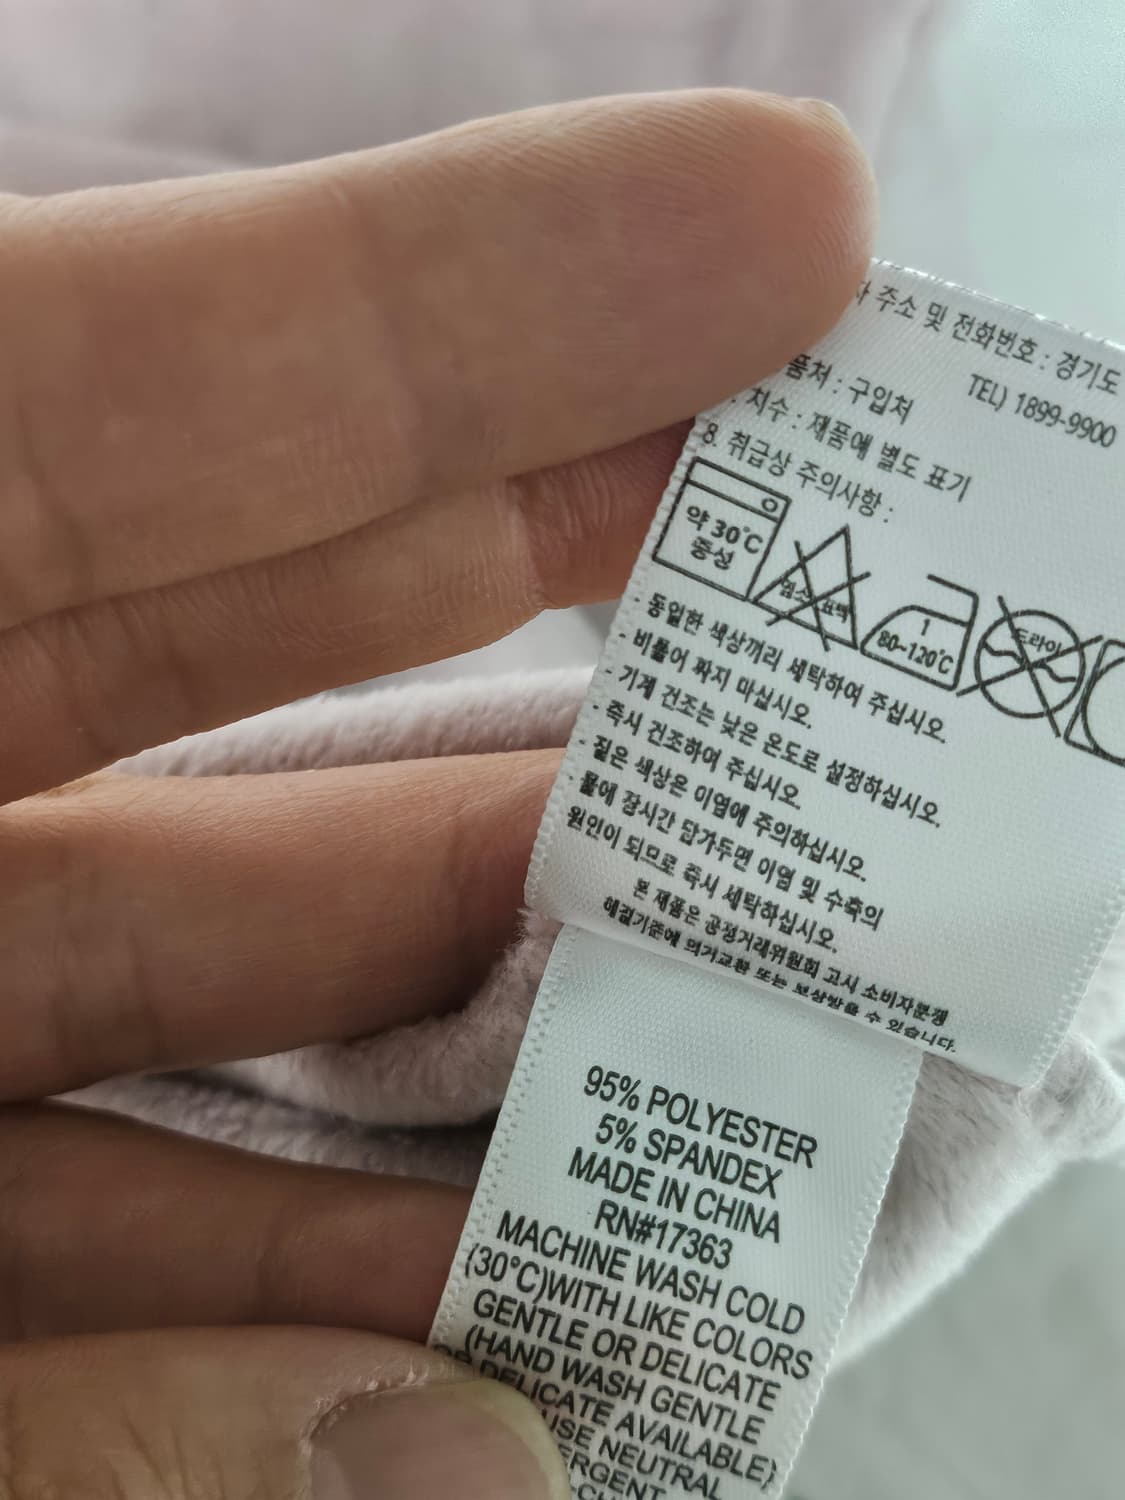 주소 및 전화번호 : 경기도
TEL) 1899-9900
품처 : 구입처
치수 : 제품에 별도 표기
8. 취급상 주의사항 :
약 30℃
중성
염소 표백
1
80~120℃
드라이
· 동일한 색상끼리 세탁하여 주십시오.
· 비틀어 짜지 마십시오.
· 기계 건조는 낮은 온도로 설정하십시오.
· 즉시 건조하여 주십시오.
· 짙은 색상은 이염에 주의하십시오.
· 물에 장시간 담가두면 이염 및 수축의
원인이 되므로 즉시 세탁하십시오.
본 제품은 공정거래위원회 고시 소비자분쟁
해결기준에 의거교환 또는 보상받을 수 있습니다.
95% POLYESTER
5% SPANDEX
MADE IN CHINA
RN#17363
MACHINE WASH COLD
(30°C)WITH LIKE COLORS
GENTLE OR DELICATE
(HAND WASH GENTLE
OR DELICATE AVAILABLE)
USE NEUTRAL